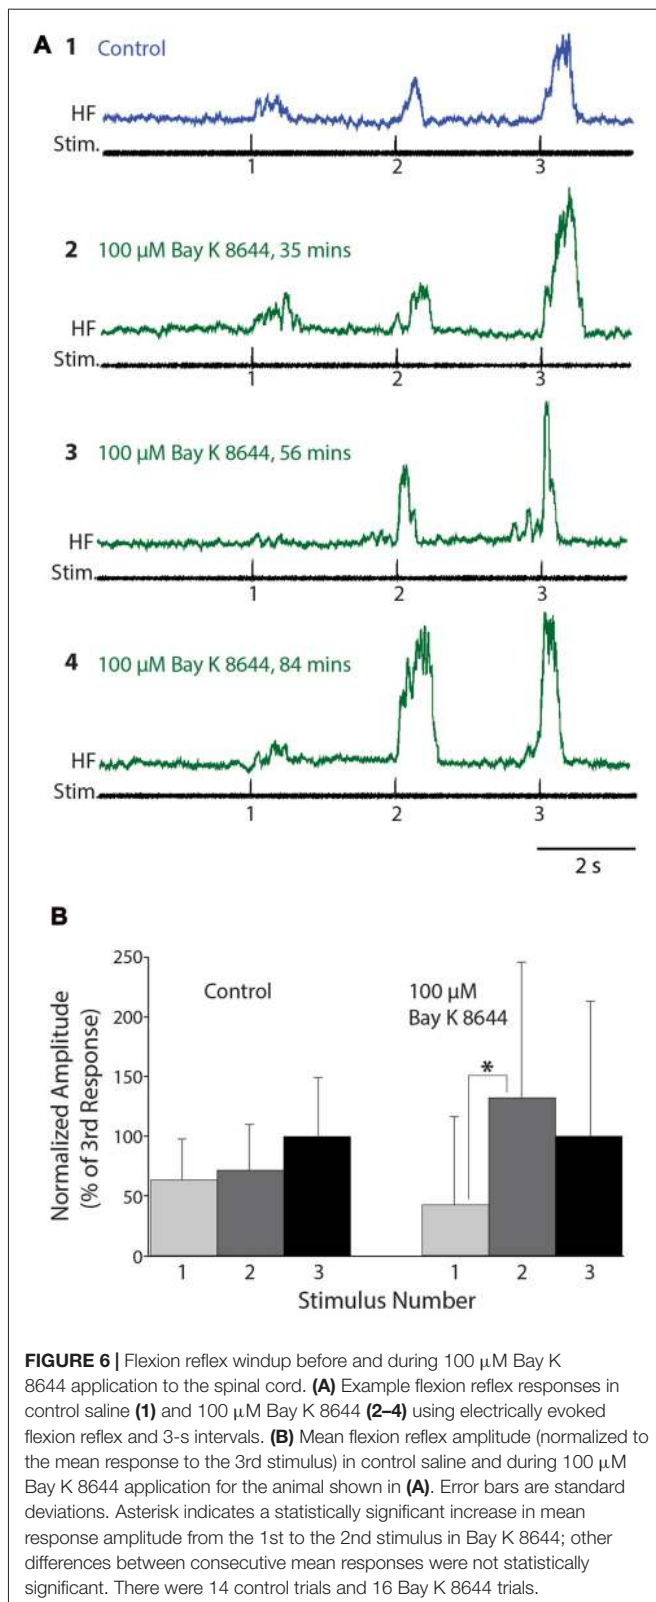 A 1 Control
HF
Stim.
1 2 3
2 100 µM Bay K 8644, 35 mins
HF
Stim.
1 2 3
3 100 µM Bay K 8644, 56 mins
HF
Stim.
1 2 3
4 100 µM Bay K 8644, 84 mins
HF
Stim.
1 2 3
2 s
B
Normalized Amplitude
(% of 3rd Response)
250
200
150
100
50
0
Control
100 µM
Bay K 8644
*
1 2 3 1 2 3
Stimulus Number
FIGURE 6 | Flexion reflex windup before and during 100 µM Bay K
8644 application to the spinal cord. (A) Example flexion reflex responses in
control saline (1) and 100 µM Bay K 8644 (2–4) using electrically evoked
flexion reflex and 3-s intervals. (B) Mean flexion reflex amplitude (normalized to
the mean response to the 3rd stimulus) in control saline and during 100 µM
Bay K 8644 application for the animal shown in (A). Error bars are standard
deviations. Asterisk indicates a statistically significant increase in mean
response amplitude from the 1st to the 2nd stimulus in Bay K 8644; other
differences between consecutive mean responses were not statistically
significant. There were 14 control trials and 16 Bay K 8644 trials.